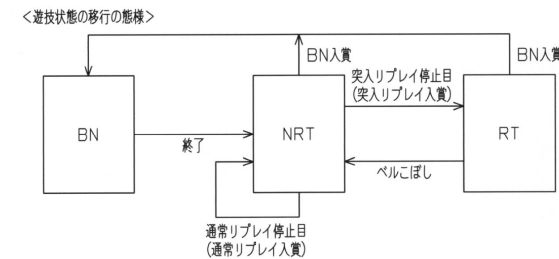 ＜遊技状態の移行の態様＞
BN入賞
BN入賞
突入リプレイ停止目
(突入リプレイ入賞)
BN
NRT
RT
終了
ベルこぼし
通常リプレイ停止目
(通常リプレイ入賞)